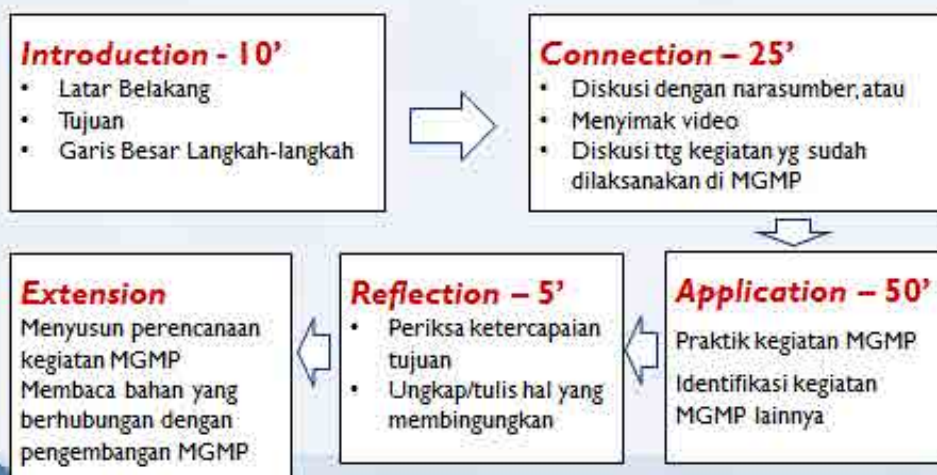 Introduction - 10’
• Latar Belakang
• Tujuan
• Garis Besar Langkah-langkah
Connection – 25’
• Diskusi dengan narasumber, atau
• Menyimak video
• Diskusi ttg kegiatan yg sudah
dilaksanakan di MGMP
Application – 50’
Praktik kegiatan MGMP
Identifikasi kegiatan
MGMP lainnya
Reflection – 5’
• Periksa ketercapaian
tujuan
• Ungkap/tulis hal yang
membingungkan
Extension
Menyusun perencanaan
kegiatan MGMP
Membaca bahan yang
berhubungan dengan
pengembangan MGMP